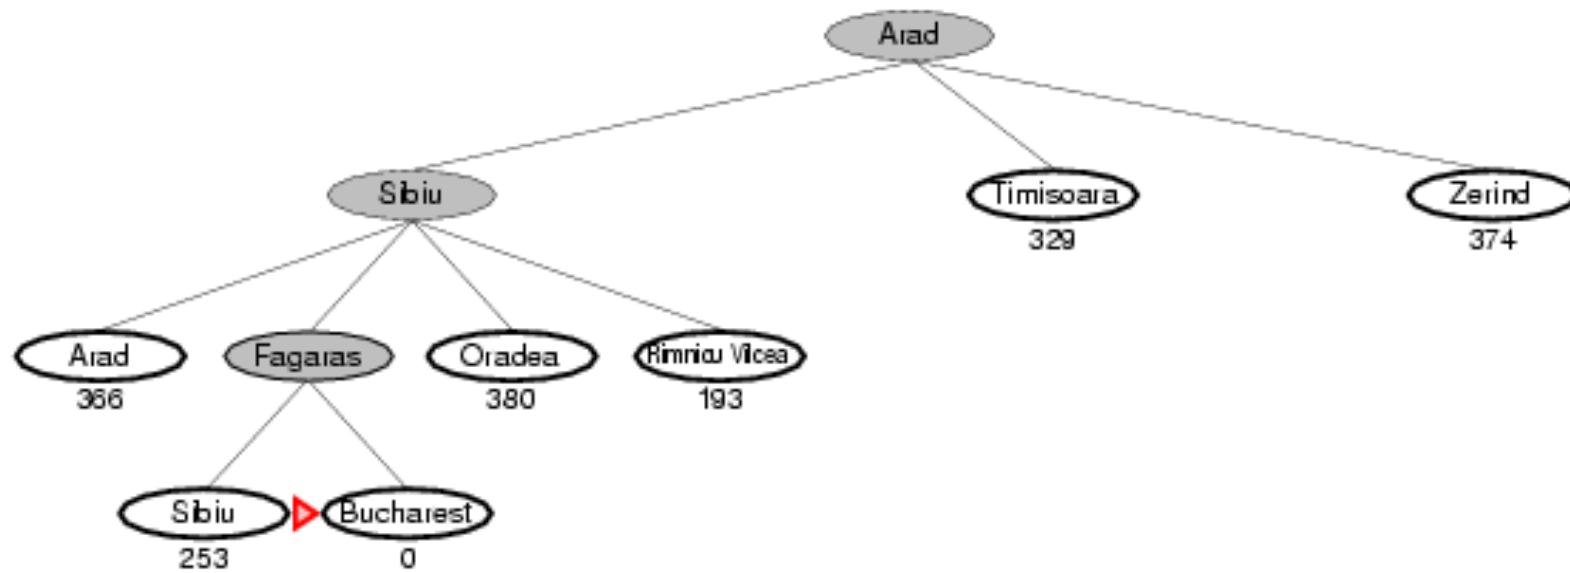 Arad
Sibiu
Timisoara
Zerind
329
374
Arad
Fagaras
Oradea
Rimnicu Vilcea
366
380
193
Sibiu
Bucharest
253
0